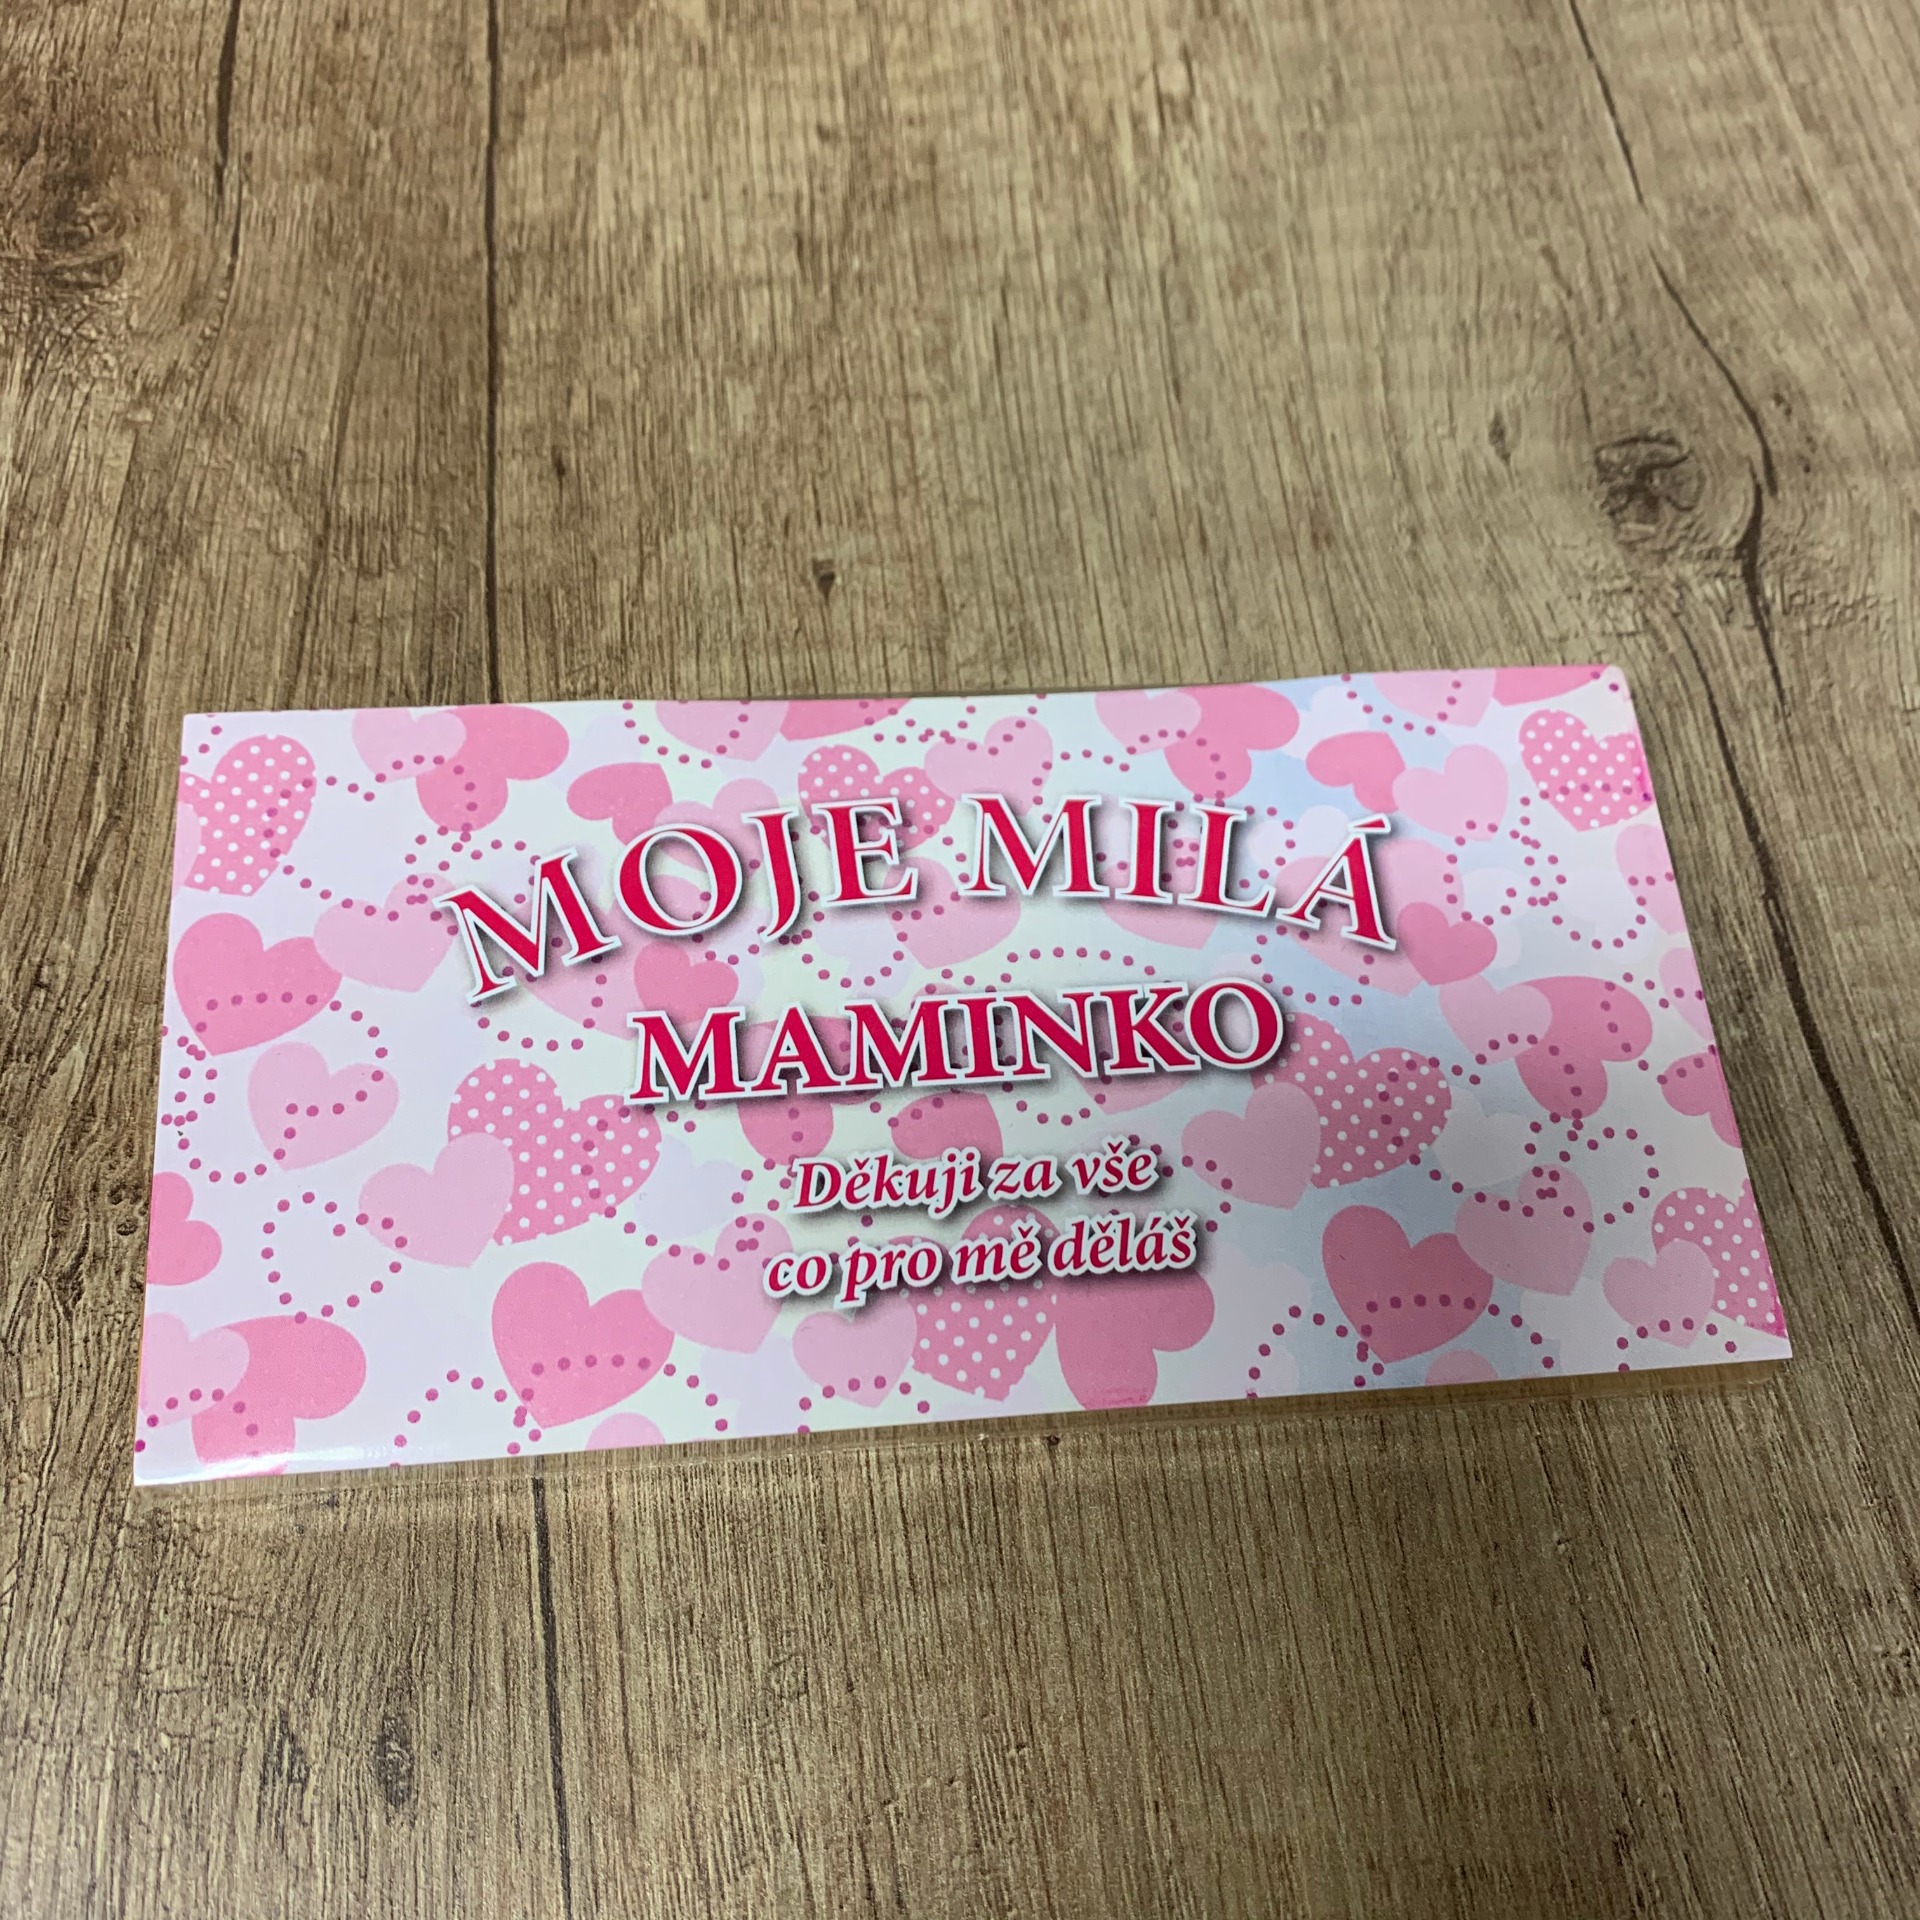 MOJE MILÁ
MAMINKO
Děkuji za vše
co pro mě děláš